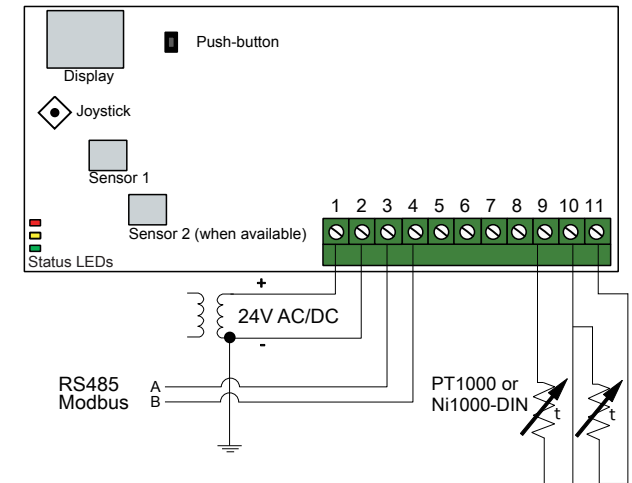 Push-button
Display
Joystick
Sensor 1
Sensor 2 (when available)
Status LEDs
1 2 3 4 5 6 7 8 9 10 11
+
24V AC/DC
-
RS485
Modbus
A
B
PT1000 or
Ni1000-DIN
t
t